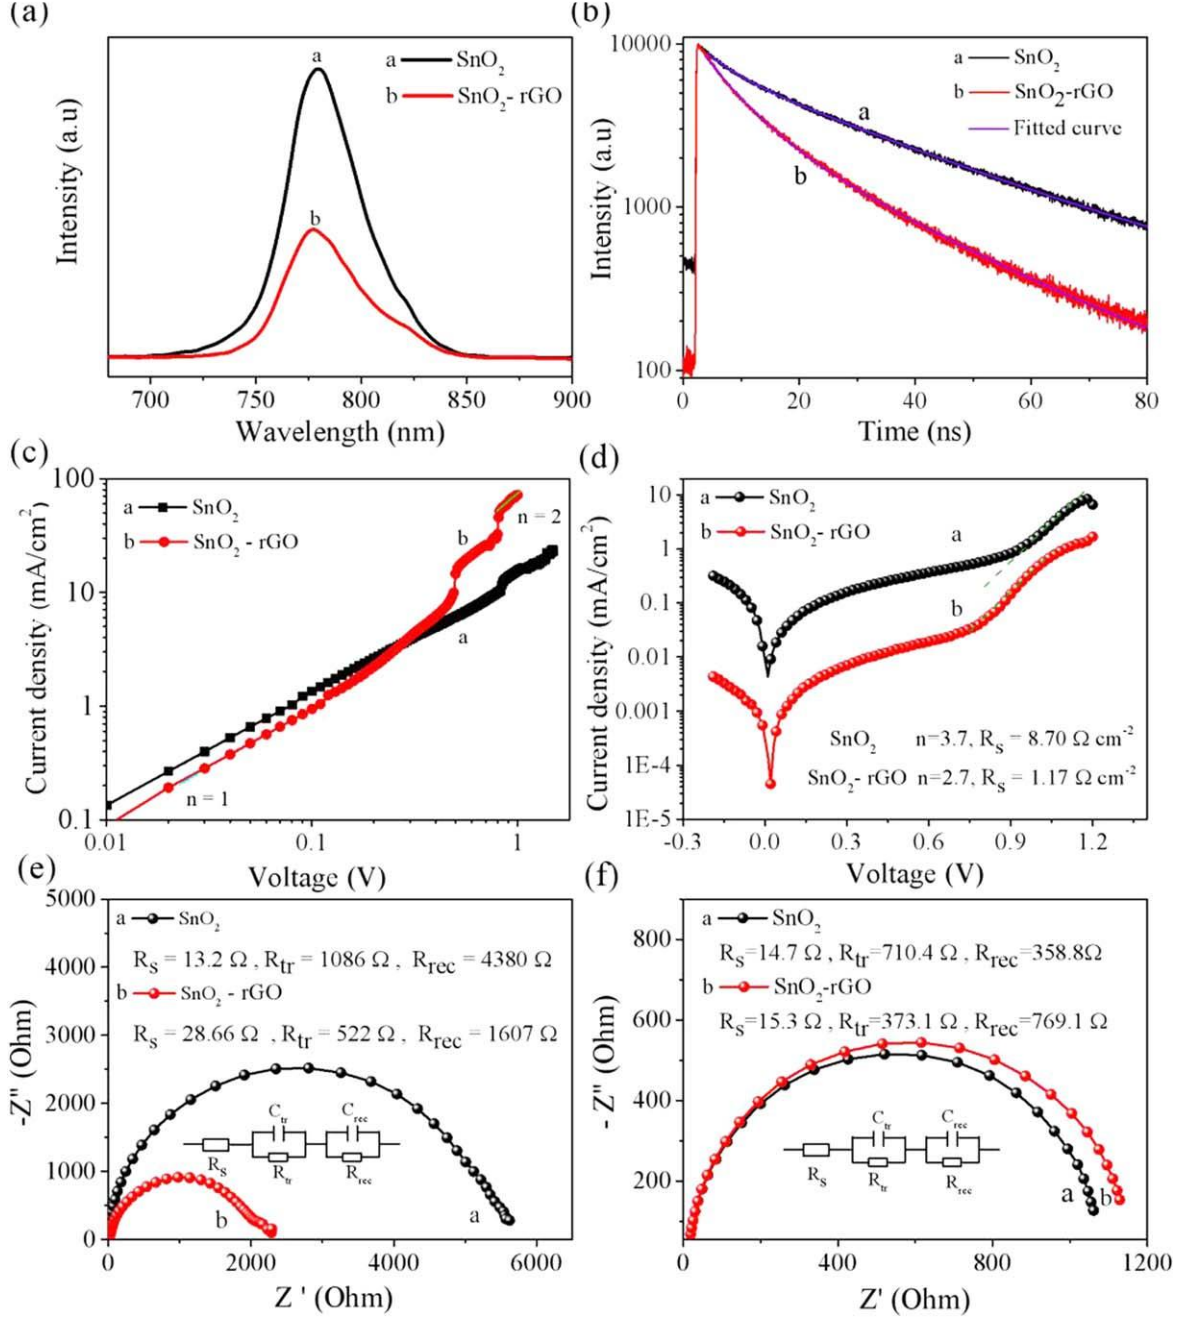 (a)
a SnO2
b SnO2- rGO
a
b
Intensity (a.u)
700 750 800 850 900
Wavelength (nm)
(b)
10000
1000
100
a SnO2
b SnO2-rGO
Fitted curve
a
b
Intensity (a.u)
0 20 40 60 80
Time (ns)
(c)
100
10
1
0.1
a SnO2
b SnO2 - rGO
b
n = 2
a
n = 1
Current density (mA/cm2)
0.01 0.1 1
Voltage (V)
(d)
10
1
0.1
0.01
0.001
1E-4
1E-5
a SnO2
b SnO2- rGO
a
b
SnO2 n=3.7, Rs = 8.70 Ω cm-2
SnO2- rGO n=2.7, Rs = 1.17 Ω cm-2
Current density (mA/cm2)
-0.3 0.0 0.3 0.6 0.9 1.2
Voltage (V)
(e)
5000
4000
3000
2000
1000
0
a SnO2
Rs = 13.2 Ω , Rtr = 1086 Ω , Rrec = 4380 Ω
b SnO2 - rGO
Rs = 28.66 Ω , Rtr = 522 Ω , Rrec = 1607 Ω
Ctr Crec
Rs Rtr Rrec
b
a
-Z" (Ohm)
0 2000 4000 6000
Z ' (Ohm)
(f)
800
600
400
200
a SnO2
Rs=14.7 Ω , Rtr=710.4 Ω , Rrec=358.8Ω
b SnO2-rGO
Rs=15.3 Ω , Rtr=373.1 Ω , Rrec=769.1 Ω
Ctr Crec
Rs Rtr Rrec
a b
-Z" (Ohm)
0 400 800 1200
Z' (Ohm)